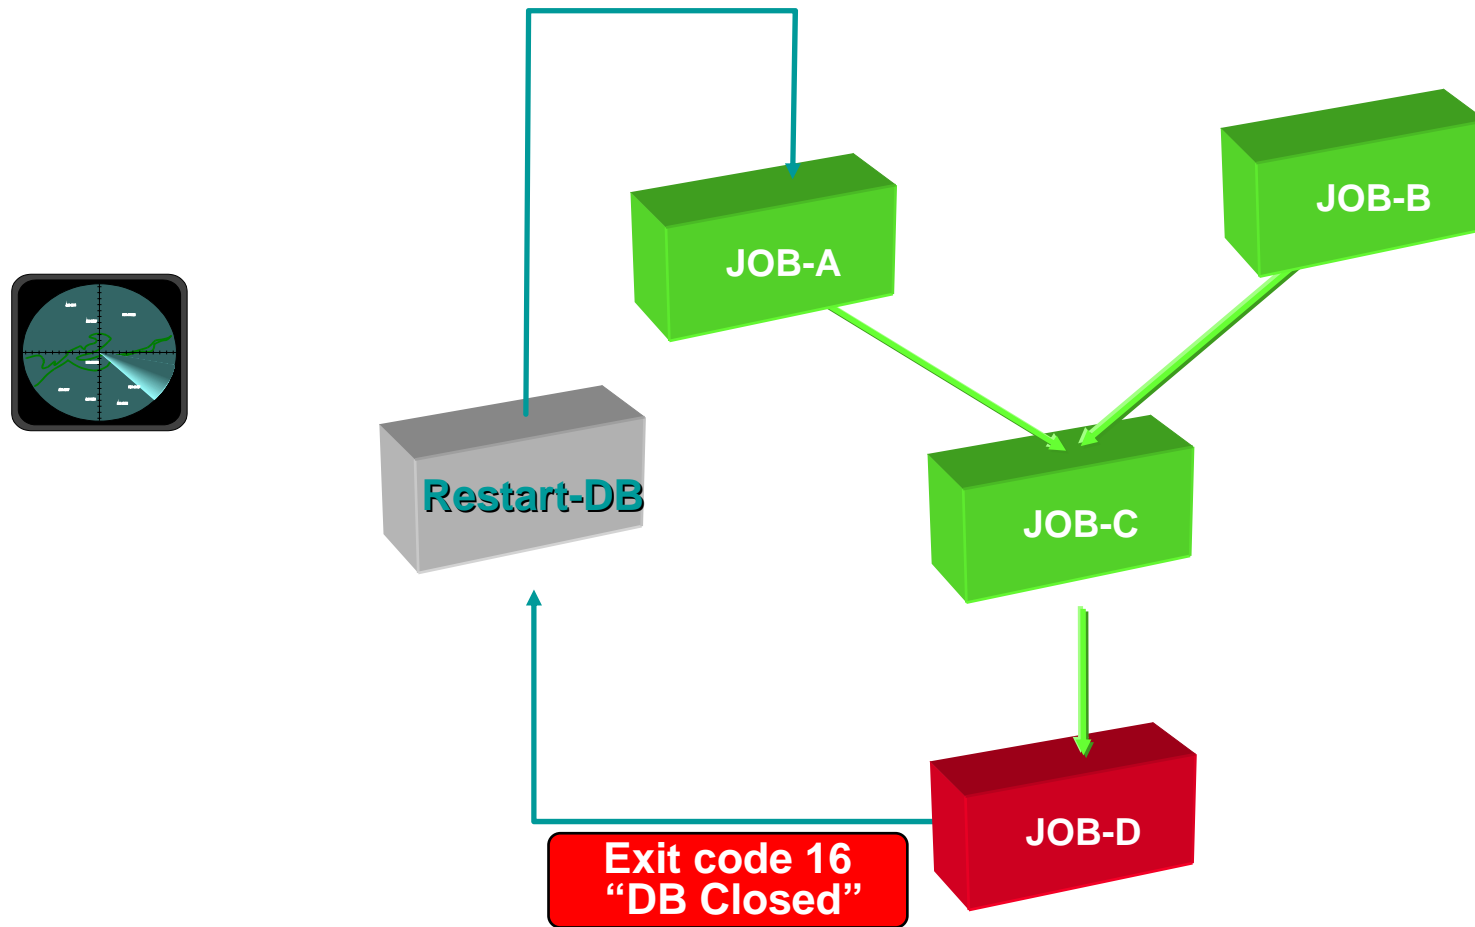 JOB-B
JOB-A
Restart-DB
JOB-C
JOB-D
Exit code 16
“DB Closed”